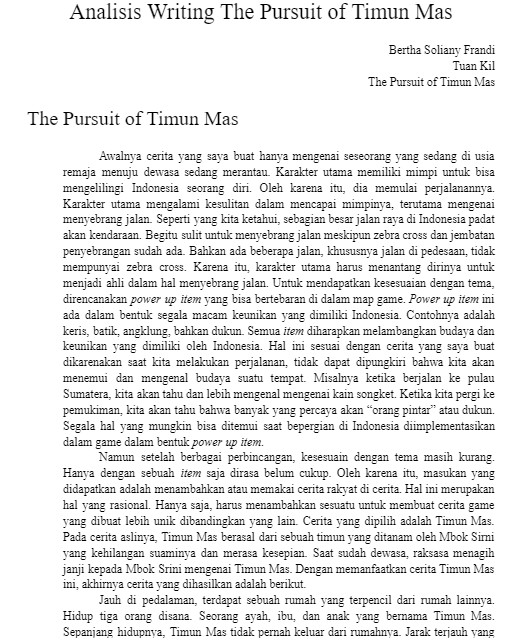 Analisis Writing The Pursuit of Timun Mas
Bertha Soliany Frandi
Tuan Kil
The Pursuit of Timun Mas
The Pursuit of Timun Mas
Awalnya cerita yang saya buat hanya mengenai seseorang yang sedang di usia
remaja menuju dewasa sedang merantau. Karakter utama memiliki mimpi untuk bisa
mengelilingi Indonesia seorang diri. Oleh karena itu, dia memulai perjalanannya.
Karakter utama mengalami kesulitan dalam mencapai mimpinya, terutama mengenai
menyebrang jalan. Seperti yang kita ketahui, sebagian besar jalan raya di Indonesia padat
akan kendaraan. Begitu sulit untuk menyebrang jalan meskipun zebra cross dan jembatan
penyebrangan sudah ada. Bahkan ada beberapa jalan, khususnya jalan di pedesaan, tidak
mempunyai zebra cross. Karena itu, karakter utama harus menantang dirinya untuk
menjadi ahli dalam hal menyebrang jalan. Untuk mendapatkan kesesuaian dengan tema,
direncanakan power up item yang bisa bertebaran di dalam map game. Power up item ini
ada dalam bentuk segala macam keunikan yang dimiliki Indonesia. Contohnya adalah
keris, batik, angklung, bahkan dukun. Semua item diharapkan melambangkan budaya dan
keunikan yang dimiliki oleh Indonesia. Hal ini sesuai dengan cerita yang saya buat
dikarenakan saat kita melakukan perjalanan, tidak dapat dipungkiri bahwa kita akan
menemui dan mengenal budaya suatu tempat. Misalnya ketika berjalan ke pulau
Sumatera, kita akan tahu dan lebih mengenal mengenai kain songket. Ketika kita pergi ke
pemukiman, kita akan tahu bahwa banyak yang percaya akan “orang pintar” atau dukun.
Segala hal yang mungkin bisa ditemui saat bepergian di Indonesia diimplementasikan
dalam game dalam bentuk power up item.
Namun setelah berbagai perbincangan, kesesuain dengan tema masih kurang.
Hanya dengan sebuah item saja dirasa belum cukup. Oleh karena itu, masukan yang
didapatkan adalah menambahkan atau memakai cerita rakyat di cerita. Hal ini merupakan
hal yang rasional. Hanya saja, harus menambahkan sesuatu untuk membuat cerita game
yang dibuat lebih unik dibandingkan yang lain. Cerita yang dipilih adalah Timun Mas.
Pada cerita aslinya, Timun Mas berasal dari sebuah timun yang ditanam oleh Mbok Sirni
yang kehilangan suaminya dan merasa kesepian. Saat sudah dewasa, raksasa menagih
janji kepada Mbok Srini mengenai Timun Mas. Dengan memanfaatkan cerita Timun Mas
ini, akhirnya cerita yang dihasilkan adalah berikut.
Jauh di pedalaman, terdapat sebuah rumah yang terpencil dari rumah lainnya.
Hidup tiga orang disana. Seorang ayah, ibu, dan anak yang bernama Timun Mas.
Sepanjang hidupnya, Timun Mas tidak pernah keluar dari rumahnya. Jarak terjauh yang